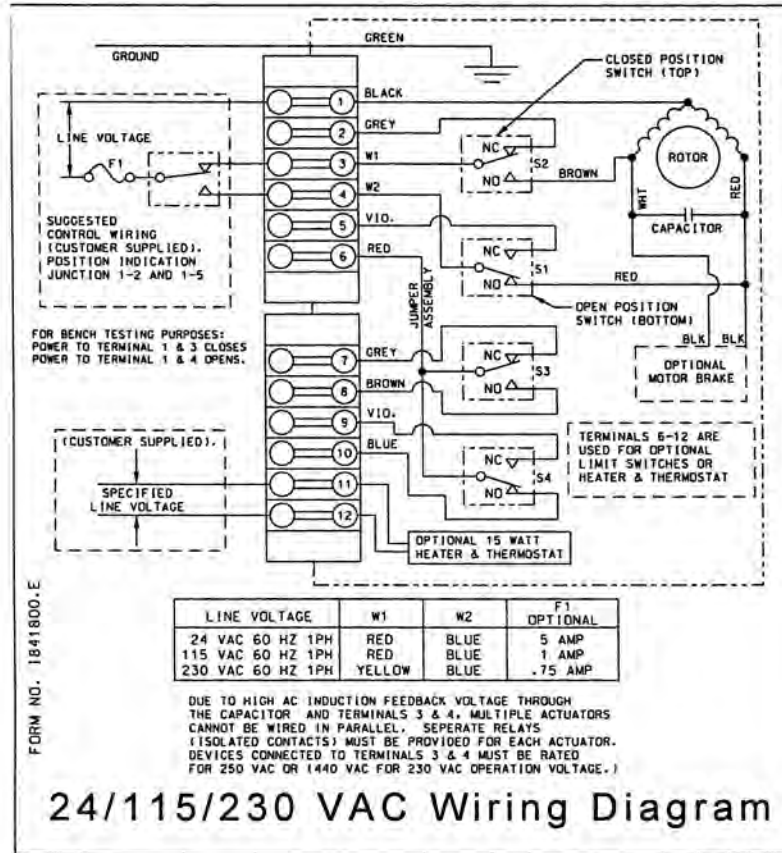 GREEN
GROUND
CLOSED POSITION
SWITCH (TOP)
1
BLACK
2
GREY
LINE VOLTAGE
F1
3
W1
NC
NO
S2
BROWN
ROTOR
4
W2
WHT
RED
CAPACITOR
SUGGESTED
CONTROL WIRING
(CUSTOMER SUPPLIED).
POSITION INDICATION
JUNCTION 1-2 AND 1-5
5
VIO.
6
RED
NC
NO
S1
RED
JUMPER
ASSEMBLY
OPEN POSITION
SWITCH (BOTTOM)
FOR BENCH TESTING PURPOSES:
POWER TO TERMINAL 1 & 3 CLOSES
POWER TO TERMINAL 1 & 4 OPENS.
BLK
BLK
OPTIONAL
MOTOR BRAKE
7
GREY
8
BROWN
NC
NO
S3
9
VIO.
10
BLUE
NC
NO
S4
TERMINALS 6-12 ARE
USED FOR OPTIONAL
LIMIT SWITCHES OR
HEATER & THERMOSTAT
(CUSTOMER SUPPLIED).
SPECIFIED
LINE VOLTAGE
11
12
OPTIONAL 15 WATT
HEATER & THERMOSTAT
LINE VOLTAGE W1 W2 F1 OPTIONAL
24 VAC 60 HZ 1PH RED BLUE 5 AMP
115 VAC 60 HZ 1PH RED BLUE 1 AMP
230 VAC 60 HZ 1PH YELLOW BLUE .75 AMP
FORM NO. 1841800.E
DUE TO HIGH AC INDUCTION FEEDBACK VOLTAGE THROUGH
THE CAPACITOR AND TERMINALS 3 & 4, MULTIPLE ACTUATORS
CANNOT BE WIRED IN PARALLEL. SEPERATE RELAYS
(ISOLATED CONTACTS) MUST BE PROVIDED FOR EACH ACTUATOR.
DEVICES CONNECTED TO TERMINALS 3 & 4 MUST BE RATED
FOR 250 VAC OR (440 VAC FOR 230 VAC OPERATION VOLTAGE.)
24/115/230 VAC Wiring Diagram